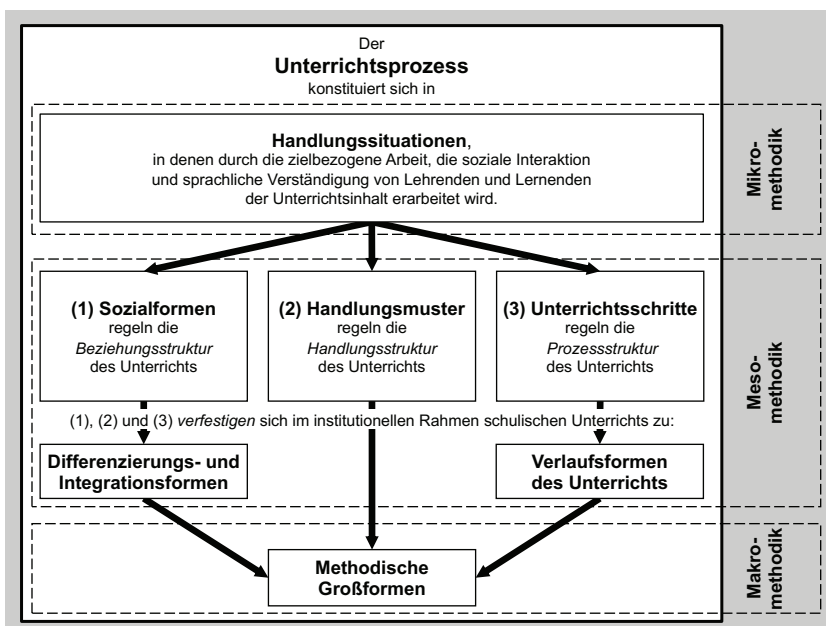 Der
Unterrichtsprozess
konstituiert sich in
Handlungssituationen,
in denen durch die zielbezogene Arbeit, die soziale Interaktion
und sprachliche Verständigung von Lehrenden und Lernenden
der Unterrichtsinhalt erarbeitet wird.
Mikro-
methodik
(1) Sozialformen
regeln die
Beziehungsstruktur
des Unterrichts
(2) Handlungsmuster
regeln die
Handlungsstruktur
des Unterrichts
(3) Unterrichtsschritte
regeln die
Prozessstruktur
des Unterrichts
(1), (2) und (3) verfestigen sich im institutionellen Rahmen schulischen Unterrichts zu:
Differenzierungs- und
Integrationsformen
Verlaufsformen
des Unterrichts
Meso-
methodik
Methodische
Großformen
Makro-
methodik